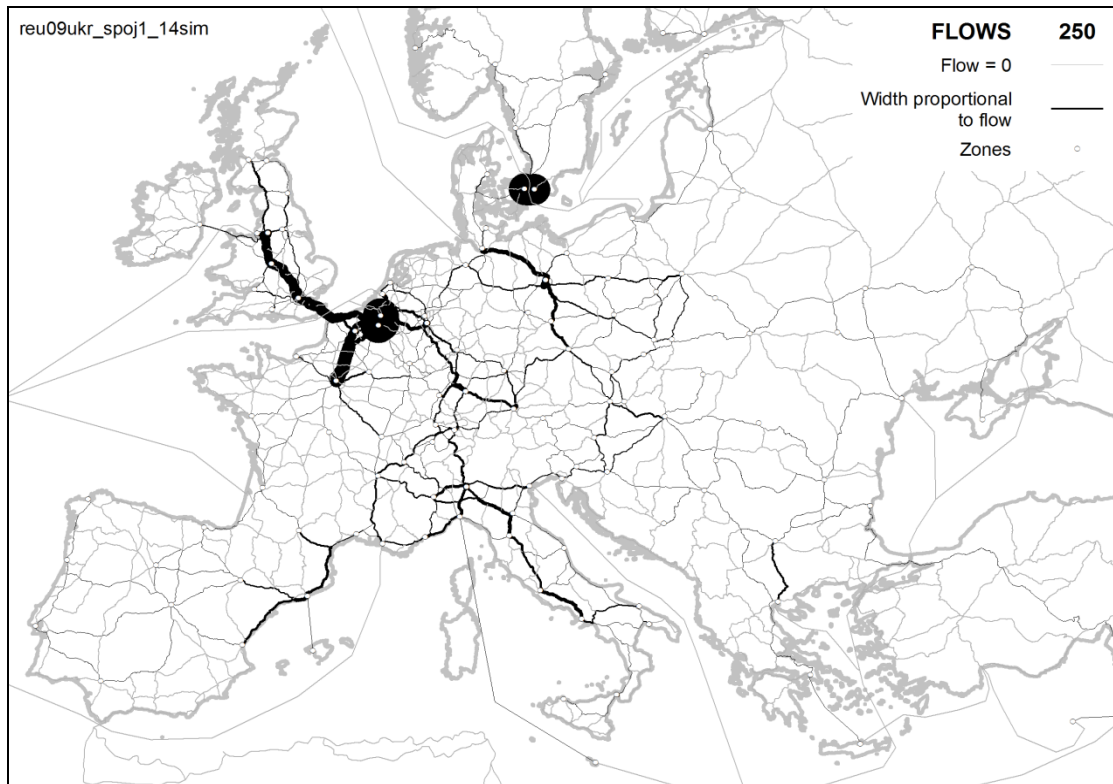 reu09ukr_spoj1_14sim
FLOWS 250
Flow = 0
Width proportional
to flow
Zones